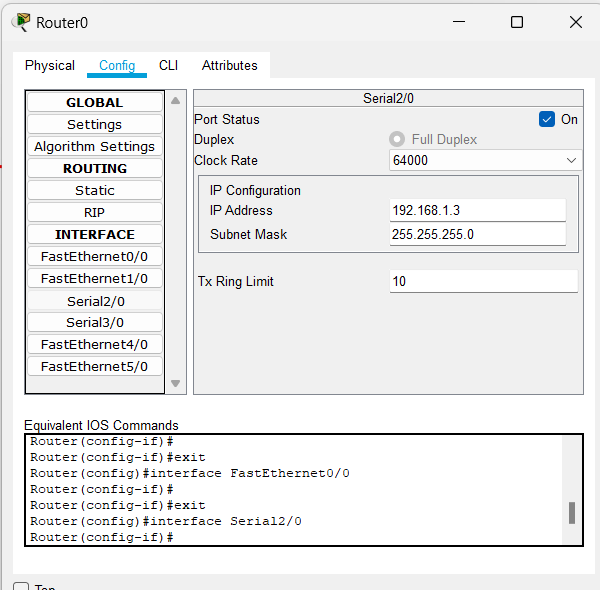 Router0
Physical Config CLI Attributes
GLOBAL
Settings
Algorithm Settings
ROUTING
Static
RIP
INTERFACE
FastEthernet0/0
FastEthernet1/0
Serial2/0
Serial3/0
FastEthernet4/0
FastEthernet5/0
Serial2/0
Port Status On
Duplex Full Duplex
Clock Rate 64000
IP Configuration
IP Address 192.168.1.3
Subnet Mask 255.255.255.0
Tx Ring Limit 10
Equivalent IOS Commands
Router(config-if)#
Router(config-if)#exit
Router(config)#interface FastEthernet0/0
Router(config-if)#
Router(config-if)#exit
Router(config)#interface Serial2/0
Router(config-if)#
Top